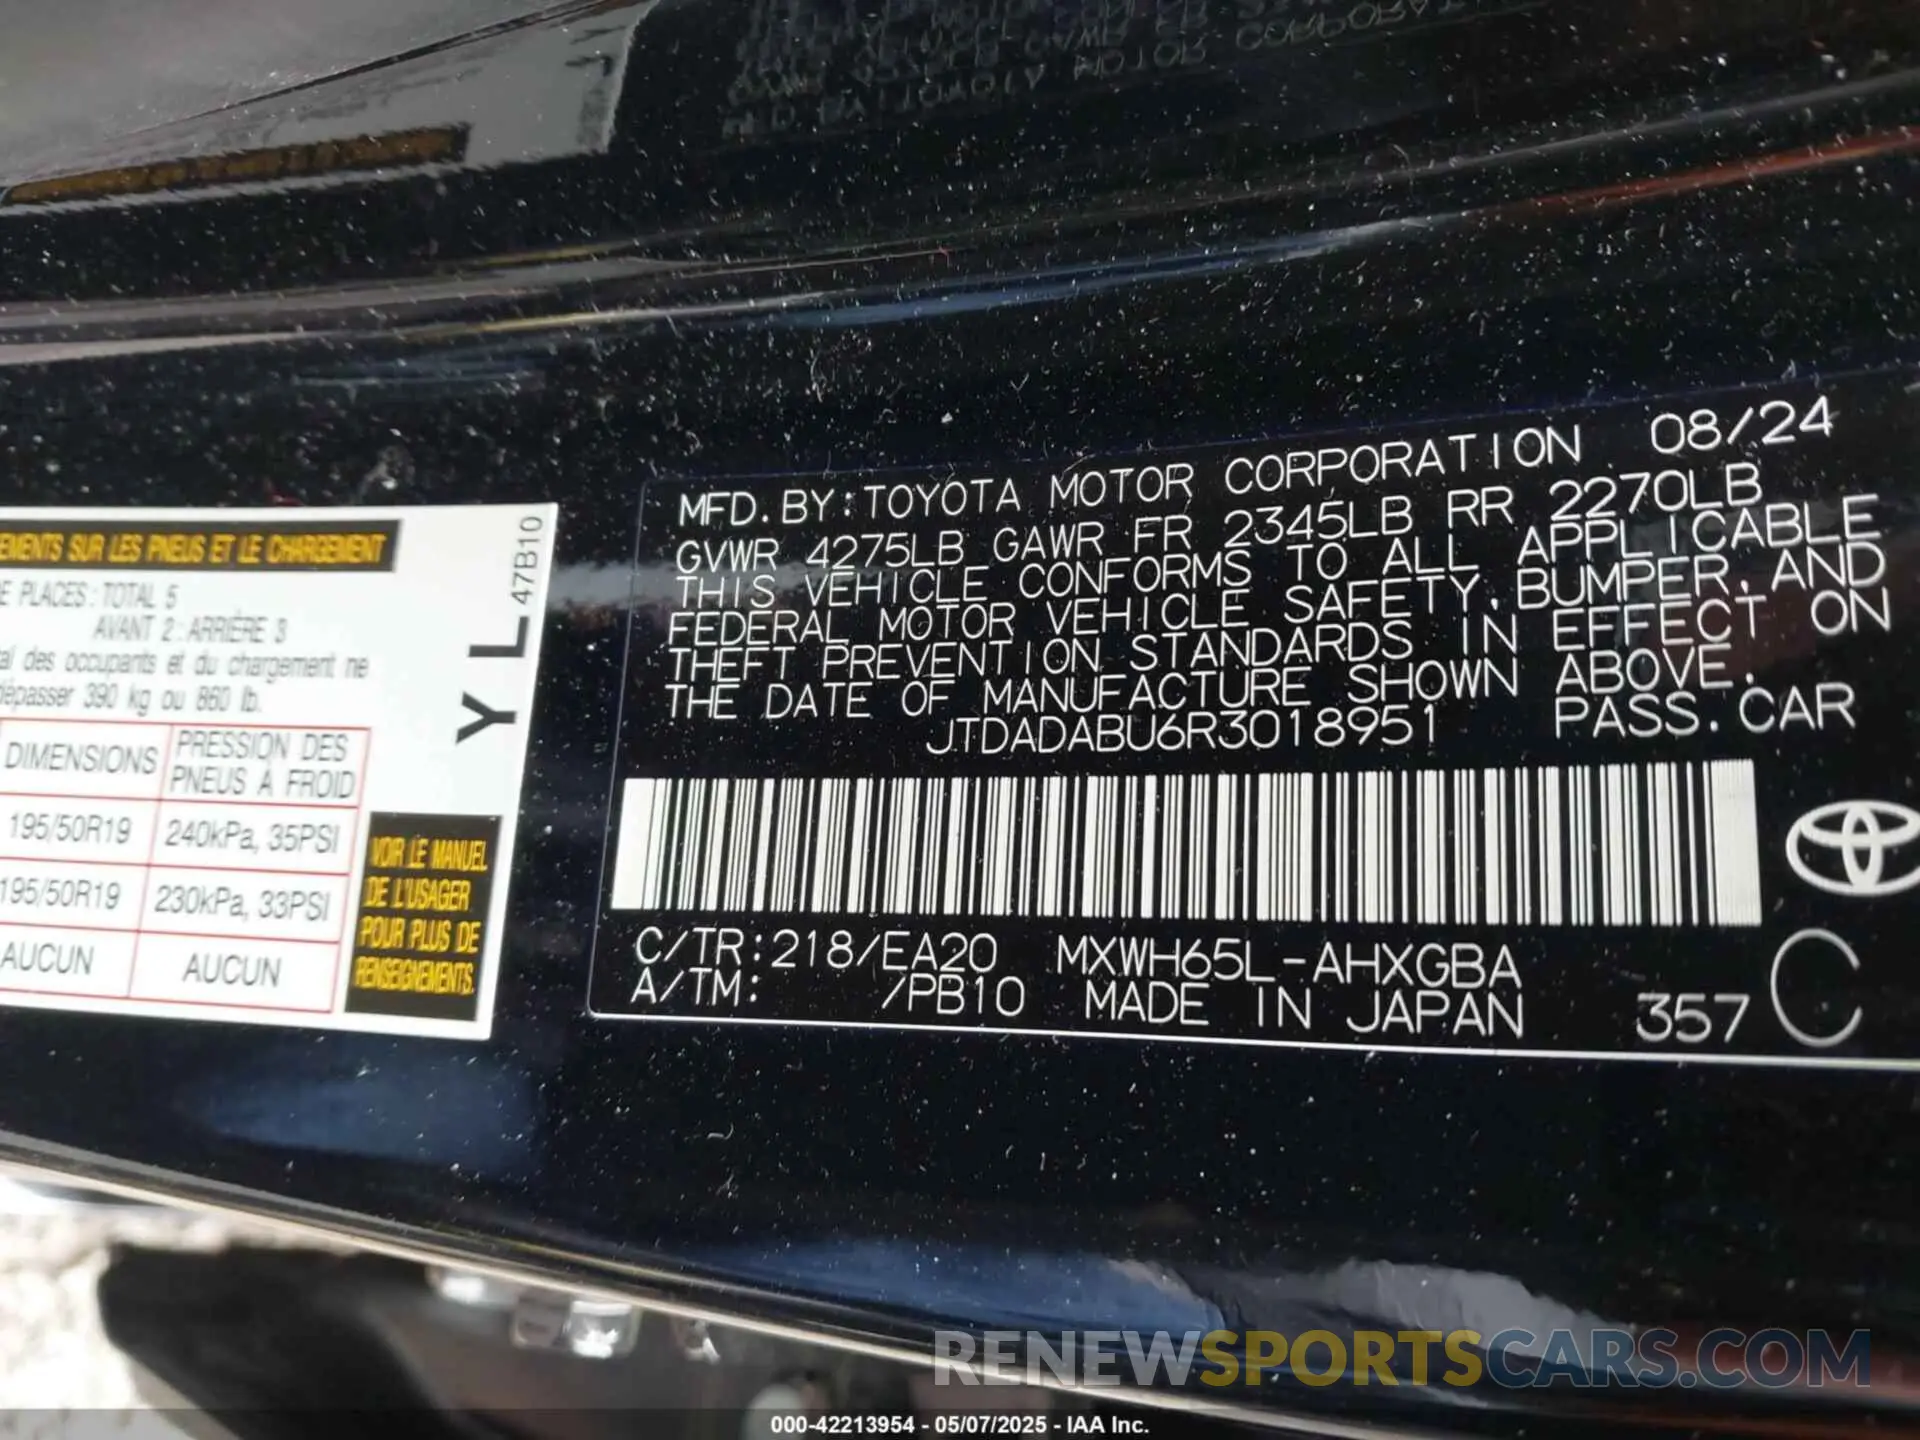 EMENTS SUR LES PNEUS ET LE CHARGEMENT
E PLACES : TOTAL 5
AVANT 2 : ARRIÈRE 3
al des occupants et du chargement ne
dépasser 390 kg ou 860 lb.
DIMENSIONS PRESSION DES PNEUS A FROID
195/50R19 240kPa, 35PSI
195/50R19 230kPa, 33PSI
AUCUN AUCUN
VOIR LE MANUEL
DE L'USAGER
POUR PLUS DE
RENSEIGNEMENTS.
YL 47B10
MFD. BY:TOYOTA MOTOR CORPORATION 08/24
GVWR 4275LB GAWR FR 2345LB RR 2270LB
THIS VEHICLE CONFORMS TO ALL APPLICABLE
FEDERAL MOTOR VEHICLE SAFETY, BUMPER, AND
THEFT PREVENTION STANDARDS IN EFFECT ON
THE DATE OF MANUFACTURE SHOWN ABOVE.
JTDADABU6R3018951 PASS. CAR
C/TR:218/EA20 MXWH65L-AHXGBA
A/TM: /PB10 MADE IN JAPAN 357 C
RENEWSPORTSCARS.COM
000-42213954 - 05/07/2025 - IAA Inc.